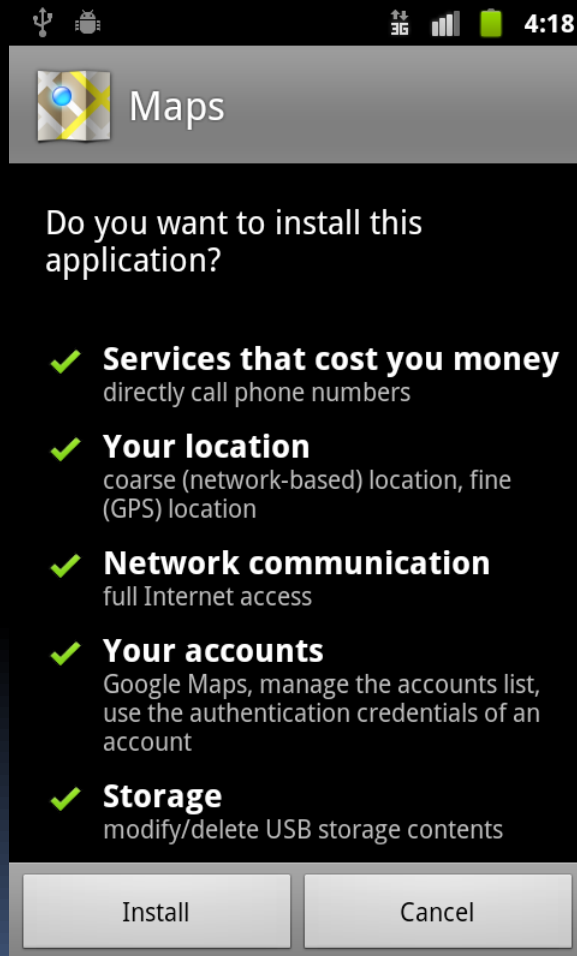 3G 4:18
Maps
Do you want to install this
application?
Services that cost you money
directly call phone numbers
Your location
coarse (network-based) location, fine
(GPS) location
Network communication
full Internet access
Your accounts
Google Maps, manage the accounts list,
use the authentication credentials of an
account
Storage
modify/delete USB storage contents
Install Cancel